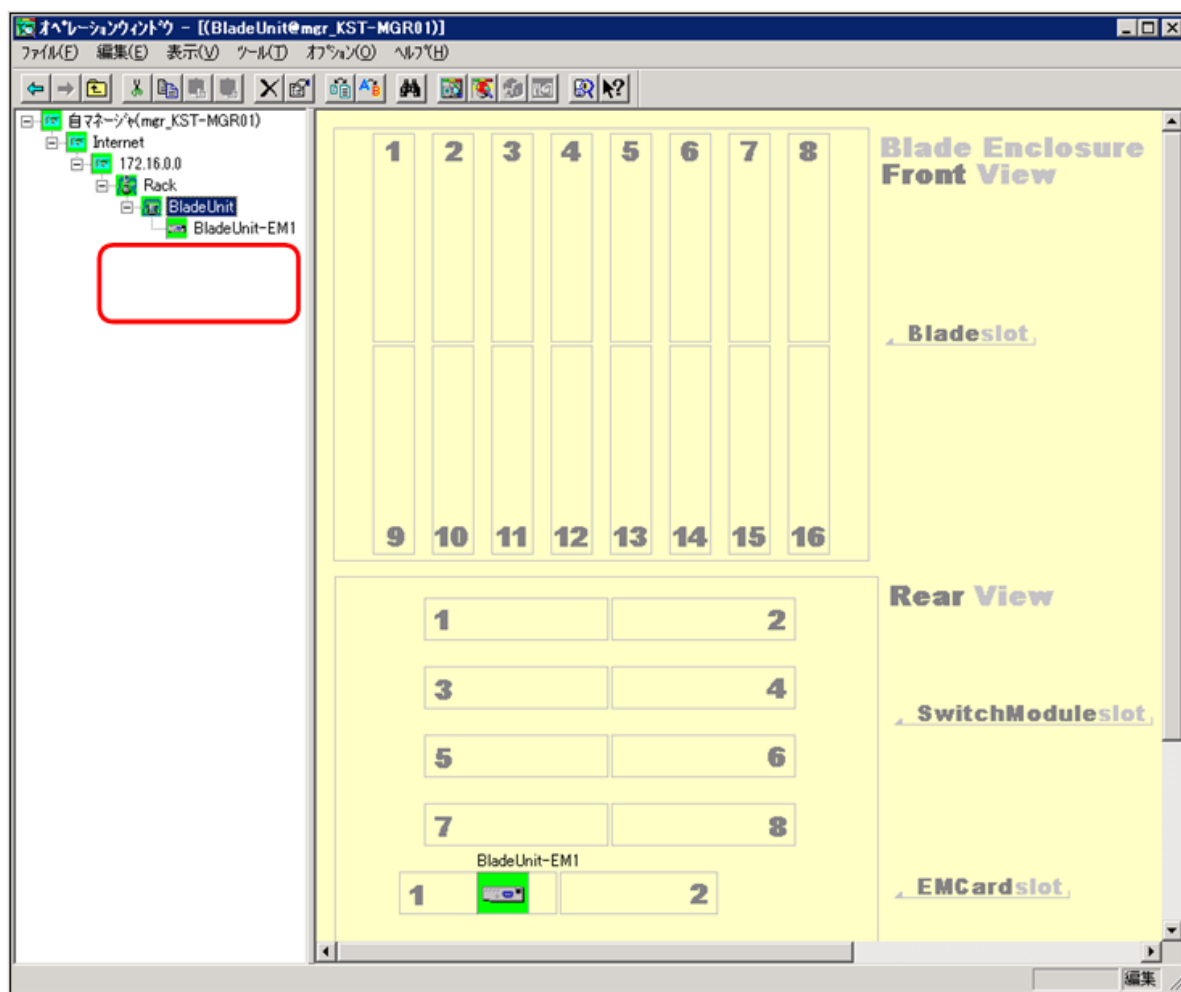 オペレーションウィンドウ - [(BladeUnit@mgr_KST-MGR01)]
ファイル(F) 編集(E) 表示(V) ツール(T) オプション(O) ヘルプ(H)
自マネージャ(mgr_KST-MGR01)
Internet
172.16.0.0
Rack
BladeUnit
BladeUnit-EM1
1 2 3 4 5 6 7 8
Blade Enclosure
Front View
Bladeslot
9 10 11 12 13 14 15 16
Rear View
1 2
3 4
SwitchModuleslot
5 6
7 8
BladeUnit-EM1
1 2
EMCardslot
編集